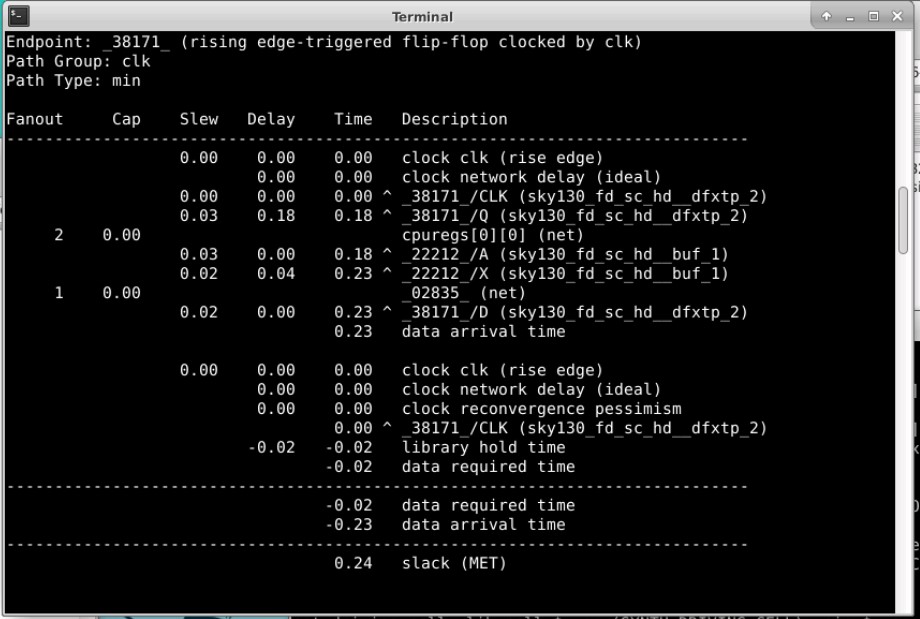 Terminal
Endpoint: _38171_ (rising edge-triggered flip-flop clocked by clk)
Path Group: clk
Path Type: min
Fanout     Cap    Slew   Delay    Time   Description
-----------------------------------------------------------------------------
                  0.00    0.00    0.00   clock clk (rise edge)
                          0.00    0.00   clock network delay (ideal)
                  0.00    0.00    0.00 ^ _38171_/CLK (sky130_fd_sc_hd__dfxtp_2)
                  0.03    0.18    0.18 ^ _38171_/Q (sky130_fd_sc_hd__dfxtp_2)
     2    0.00                           cpuregs[0][0] (net)
                  0.03    0.00    0.18 ^ _22212_/A (sky130_fd_sc_hd__buf_1)
                  0.02    0.04    0.23 ^ _22212_/X (sky130_fd_sc_hd__buf_1)
     1    0.00                           _02835_ (net)
                  0.02    0.00    0.23 ^ _38171_/D (sky130_fd_sc_hd__dfxtp_2)
                                  0.23   data arrival time
                  0.00    0.00    0.00   clock clk (rise edge)
                          0.00    0.00   clock network delay (ideal)
                          0.00    0.00   clock reconvergence pessimism
                                  0.00 ^ _38171_/CLK (sky130_fd_sc_hd__dfxtp_2)
                         -0.02   -0.02   library hold time
                                 -0.02   data required time
-----------------------------------------------------------------------------
                                 -0.02   data required time
                                 -0.23   data arrival time
-----------------------------------------------------------------------------
                                  0.24   slack (MET)